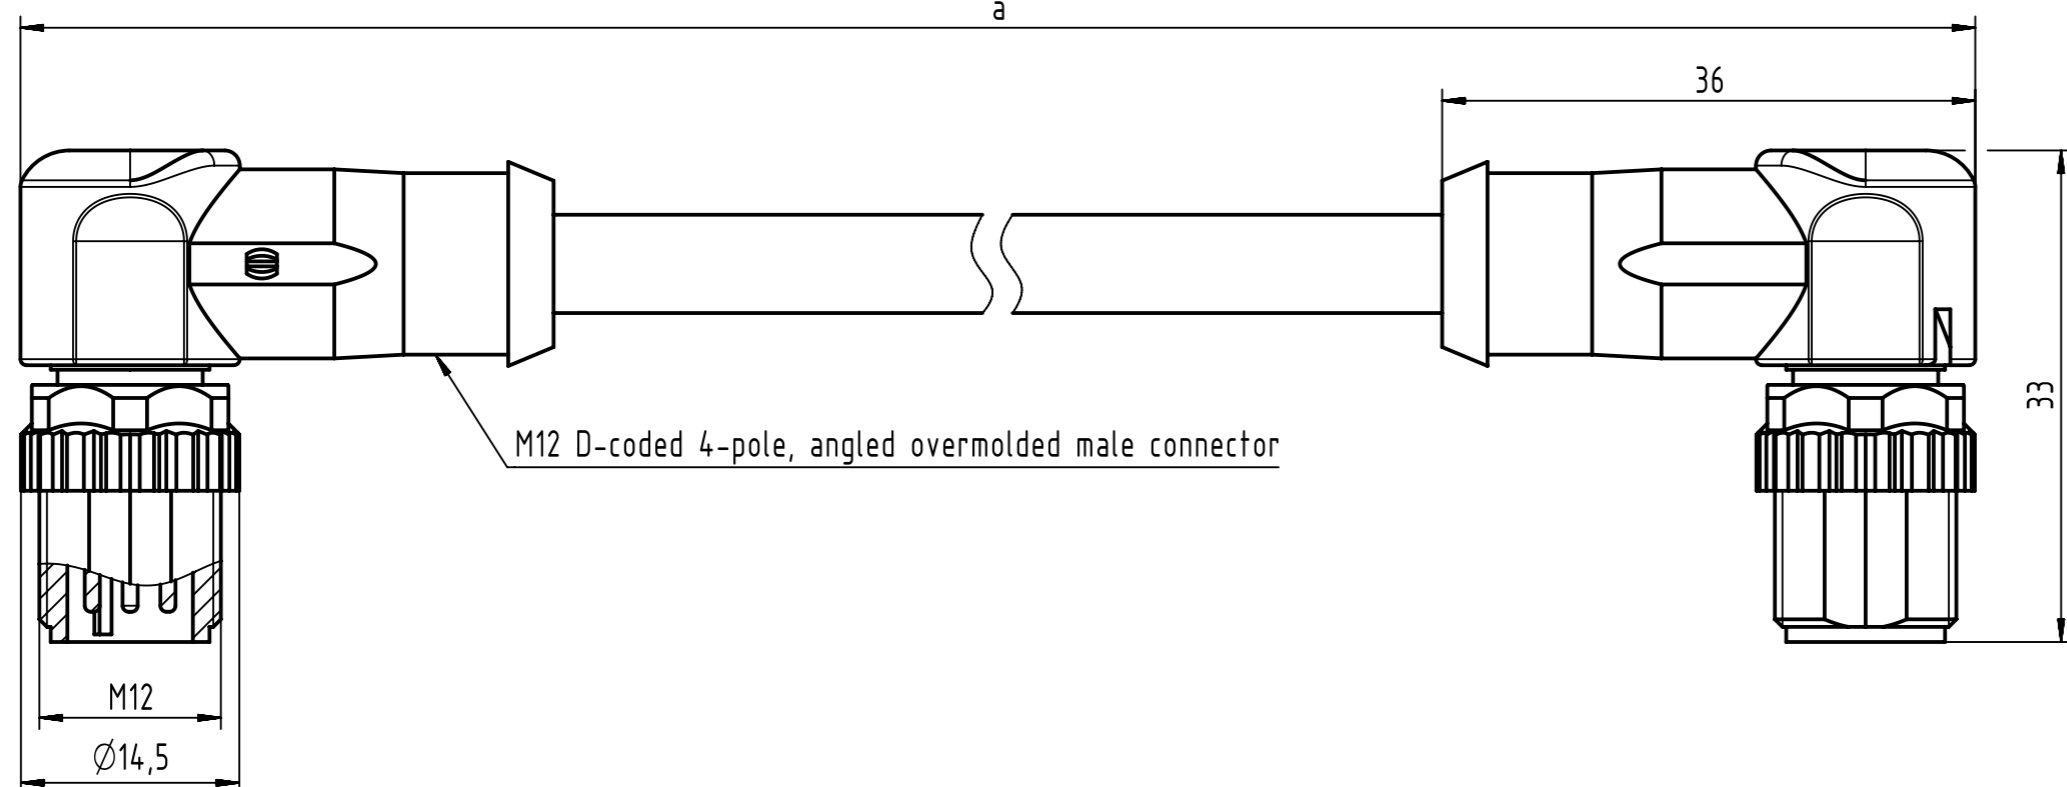 a
36
33
M12 D-coded 4-pole, angled overmolded male connector
M12
Ø14,5